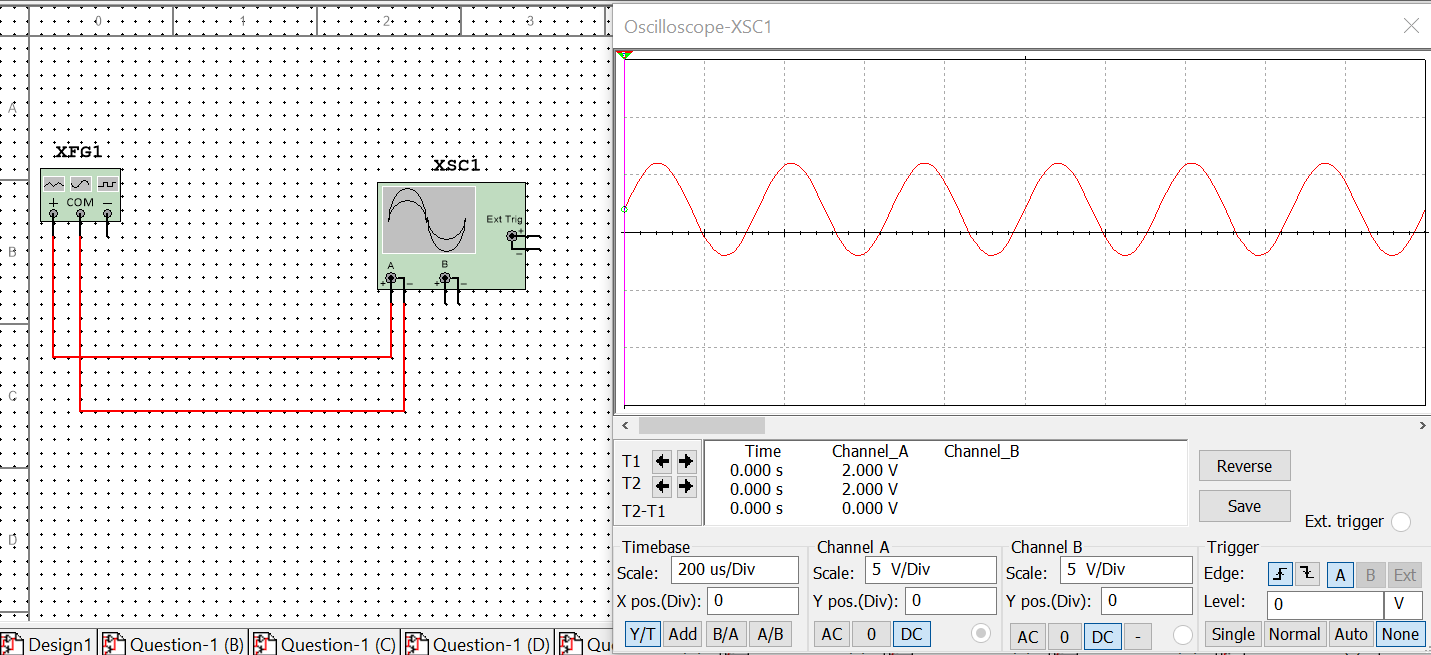 0 1 2 3
Oscilloscope-XSC1
A
XFG1
XSC1
+ COM −
Ext Trig
+
−
B
A B
+ − + −
C
T1
T2
T2-T1
Time Channel_A Channel_B
0.000 s 2.000 V
0.000 s 2.000 V
0.000 s 0.000 V
Reverse
Save
Ext. trigger
D
Timebase
Scale: 200 us/Div
X pos.(Div): 0
Y/T Add B/A A/B
Channel A
Scale: 5 V/Div
Y pos.(Div): 0
AC 0 DC
Channel B
Scale: 5 V/Div
Y pos.(Div): 0
AC 0 DC -
Trigger
Edge: A B Ext
Level: 0 V
Single Normal Auto None
Design1 Question-1 (B) Question-1 (C) Question-1 (D) Qu